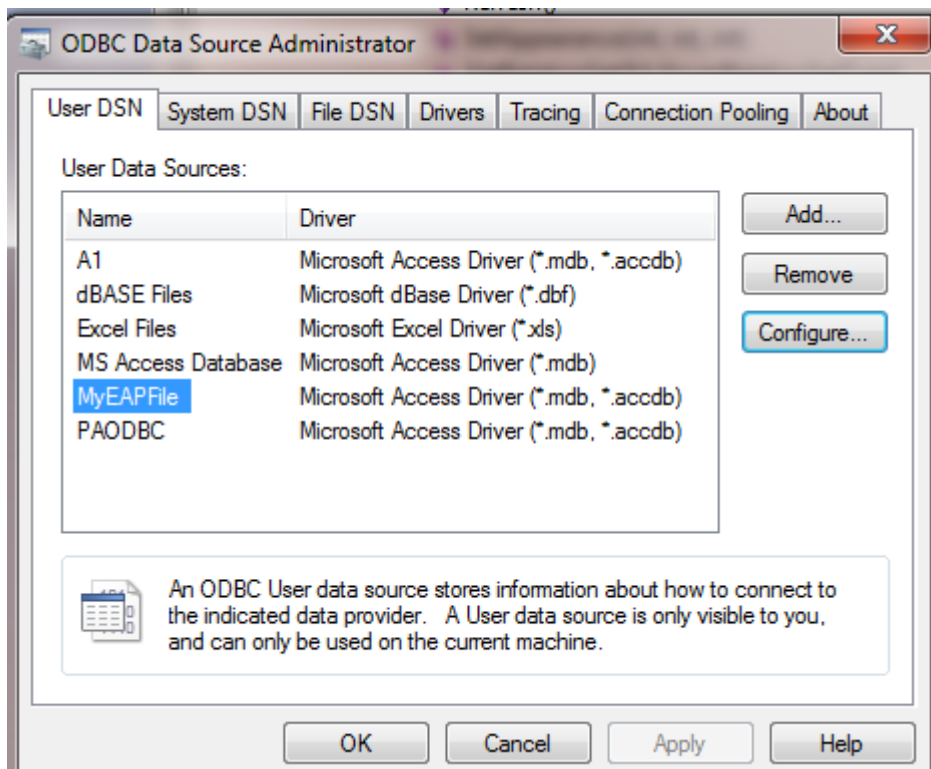 ODBC Data Source Administrator
User DSN System DSN File DSN Drivers Tracing Connection Pooling About
User Data Sources:
Name Driver
A1 Microsoft Access Driver (*.mdb, *.accdb)
dBASE Files Microsoft dBase Driver (*.dbf)
Excel Files Microsoft Excel Driver (*.xls)
MS Access Database Microsoft Access Driver (*.mdb)
MyEAPFile Microsoft Access Driver (*.mdb, *.accdb)
PAODBC Microsoft Access Driver (*.mdb, *.accdb)
Add...
Remove
Configure...
An ODBC User data source stores information about how to connect to
the indicated data provider. A User data source is only visible to you,
and can only be used on the current machine.
OK Cancel Apply Help